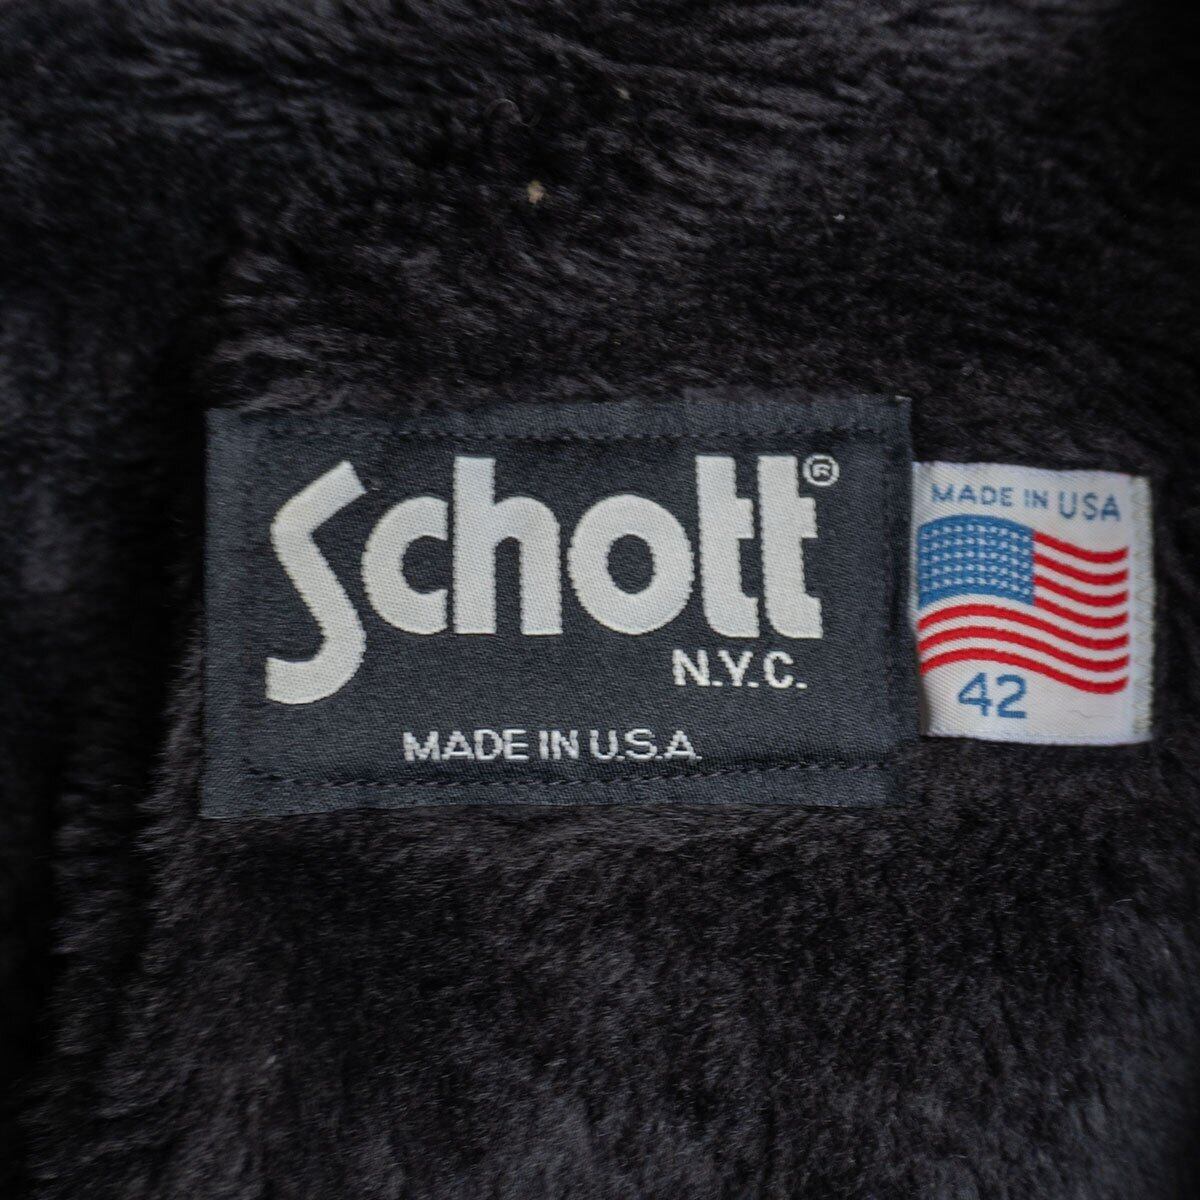 Schott®
N.Y.C.
MADE IN U.S.A.
MADE IN USA
42